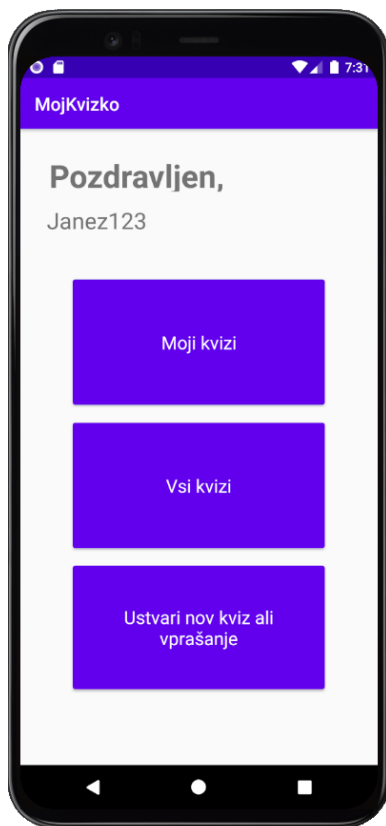 7:31
MojKvizko
Pozdravljen,
Janez123
Moji kvizi
Vsi kvizi
Ustvari nov kviz ali
vprašanje